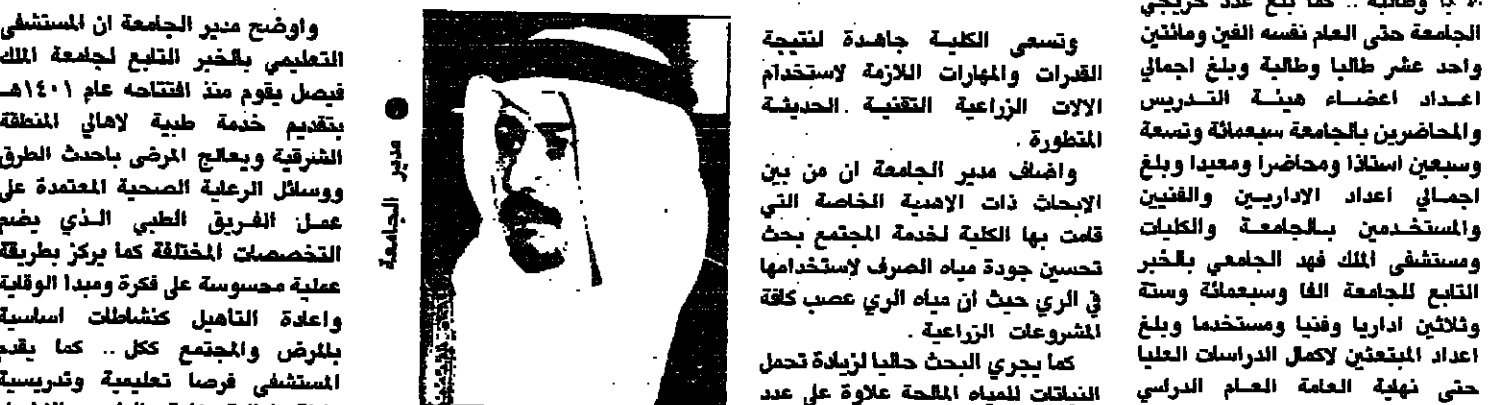 وطالبة .. كما بلغ عدد خريجي
الجامعة حتى العام نفسه الفين ومائتين
واحد عشر طالبا وطالبة وبلغ اجمالي
اعداد اعضاء هيئة التدريس
والمحاضرين بالجامعة سبعمائة وتسعة
وسبعين استاذا ومحاضرا ومعيدا وبلغ
اجمالي اعداد الاداريين والفنيين
والمستخدمين بالجامعة والكليات
ومستشفى الملك فهد الجامعي بالخبر
التابع للجامعة الفا وسبعمائة وستة
وثلاثين اداريا وفنيا ومستخدما وبلغ
اعداد المبتعثين لاكمال الدراسات العليا
حتى نهاية العامة العام الدراسي
وتسعى الكلية جاهدة لنتيجة
القدرات والمهارات اللازمة لاستخدام
الالات الزراعية التقنية الحديثة
المتطورة .
واضاف مدير الجامعة ان من بين
الابحاث ذات الاهمية الخاصة التي
قامت بها الكلية لخدمة المجتمع بحث
تحسين جودة مياه الصرف لاستخدامها
في الري حيث ان مياه الري عصب كافة
المشروعات الزراعية .
كما يجري البحث حاليا لزيادة تحمل
النباتات للمياه المالحة علاوة على عدد
● مدير الجامعة
واوضح مدير الجامعة ان المستشفى
التعليمي بالخبر التابع لجامعة الملك
فيصل يقوم منذ افتتاحه عام ١٤٠١هـ
بتقديم خدمة طبية لاهالي المنطقة
الشرقية ويعالج المرضى باحدث الطرق
ووسائل الرعاية الصحية المعتمدة على
عمل الفريق الطبي الذي يضم
التخصصات المختلفة كما يركز بطريقة
عملية محسوسة على فكرة ومبدا الوقاية
واعادة التاهيل كنشاطات اساسية
بالمرض والمجتمع ككل .. كما يقدم
المستشفى فرصا تعليمية وتدريسية